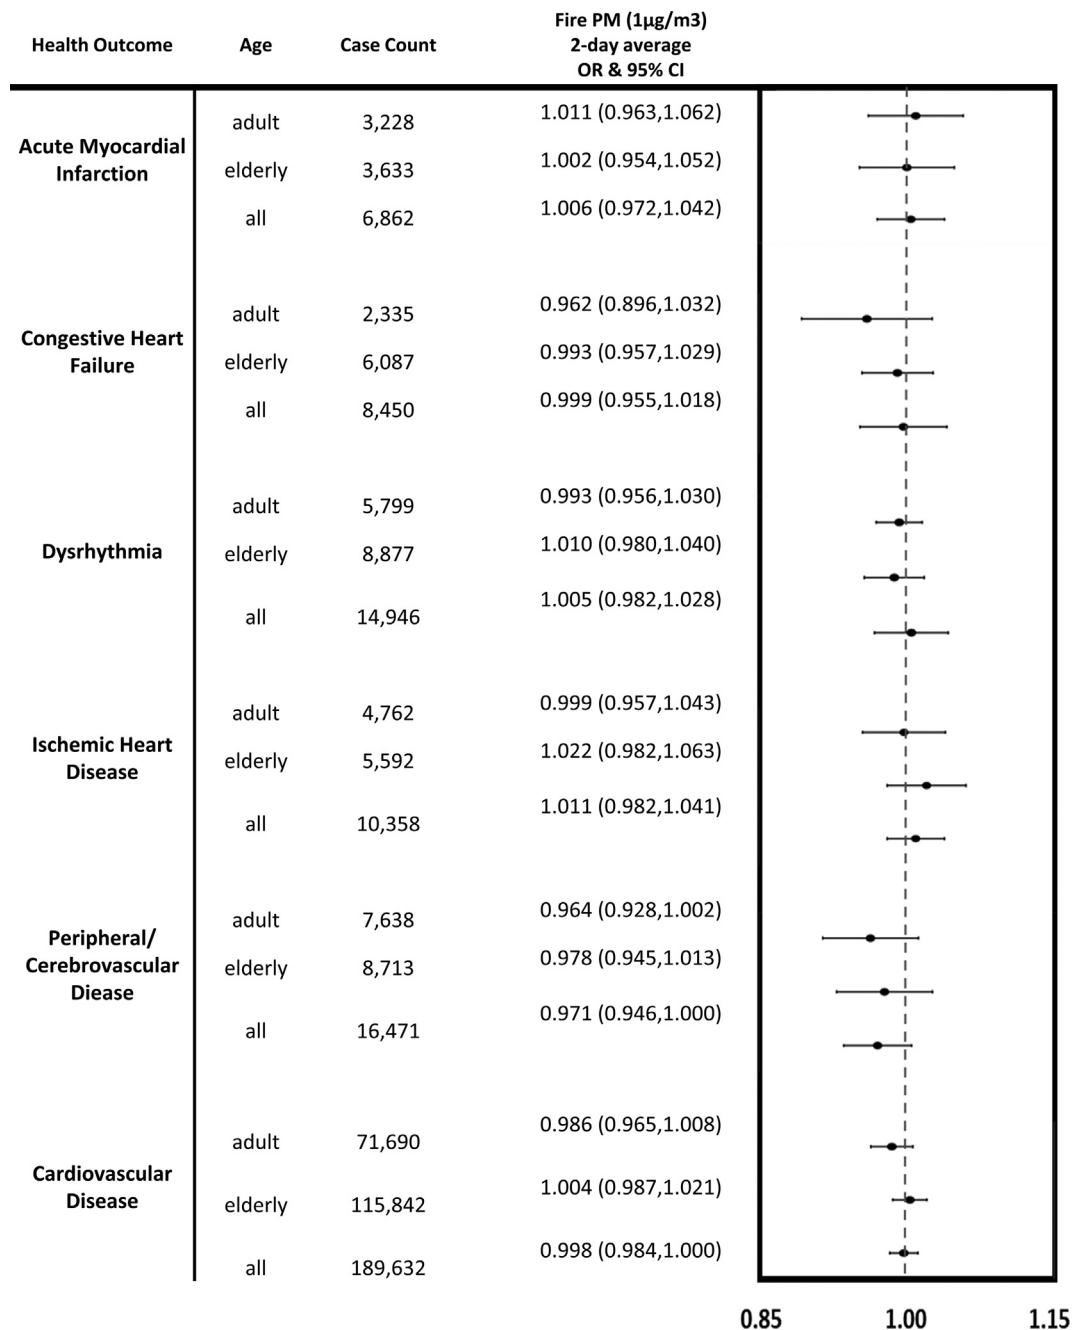 Health Outcome Age Case Count Fire PM (1µg/m3)
2-day average
OR & 95% CI
Acute Myocardial
Infarction
adult 3,228 1.011 (0.963,1.062)
elderly 3,633 1.002 (0.954,1.052)
all 6,862 1.006 (0.972,1.042)
Congestive Heart
Failure
adult 2,335 0.962 (0.896,1.032)
elderly 6,087 0.993 (0.957,1.029)
all 8,450 0.999 (0.955,1.018)
Dysrhythmia
adult 5,799 0.993 (0.956,1.030)
elderly 8,877 1.010 (0.980,1.040)
all 14,946 1.005 (0.982,1.028)
Ischemic Heart
Disease
adult 4,762 0.999 (0.957,1.043)
elderly 5,592 1.022 (0.982,1.063)
all 10,358 1.011 (0.982,1.041)
Peripheral/
Cerebrovascular
Diease
adult 7,638 0.964 (0.928,1.002)
elderly 8,713 0.978 (0.945,1.013)
all 16,471 0.971 (0.946,1.000)
Cardiovascular
Disease
adult 71,690 0.986 (0.965,1.008)
elderly 115,842 1.004 (0.987,1.021)
all 189,632 0.998 (0.984,1.000)
0.85 1.00 1.15